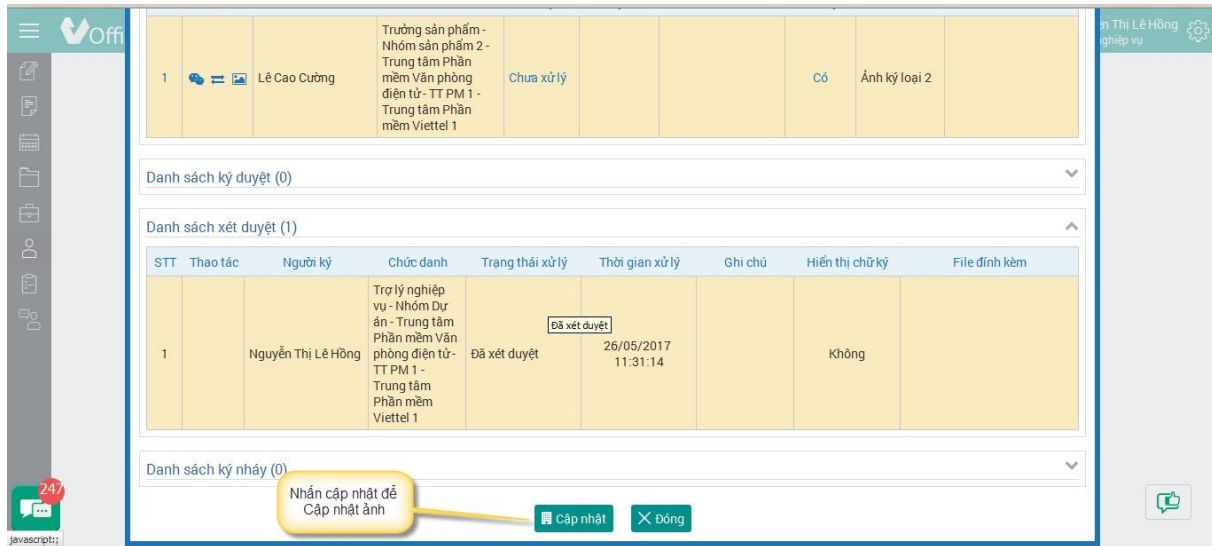 VOffi
ễn Thị Lê Hồng
nghiệp vụ
1
Lê Cao Cường
Trưởng sản phẩm -
Nhóm sản phẩm 2 -
Trung tâm Phần
mềm Văn phòng
điện tử - TT PM 1 -
Trung tâm Phần
mềm Viettel 1
Chưa xử lý
Có
Ảnh ký loại 2
Danh sách ký duyệt (0)
Danh sách xét duyệt (1)
STT Thao tác Người ký Chức danh Trạng thái xử lý Thời gian xử lý Ghi chú Hiển thị chữ ký File đính kèm
1
Nguyễn Thị Lê Hồng
Trợ lý nghiệp
vụ - Nhóm Dự
án - Trung tâm
Phần mềm Văn
phòng điện tử -
TT PM 1 -
Trung tâm
Phần mềm
Viettel 1
Đã xét duyệt
Đã xét duyệt
26/05/2017
11:31:14
Không
Danh sách ký nháy (0)
Nhấn cập nhật để
Cập nhật ảnh
Cập nhật
Đóng
247
javascript:;